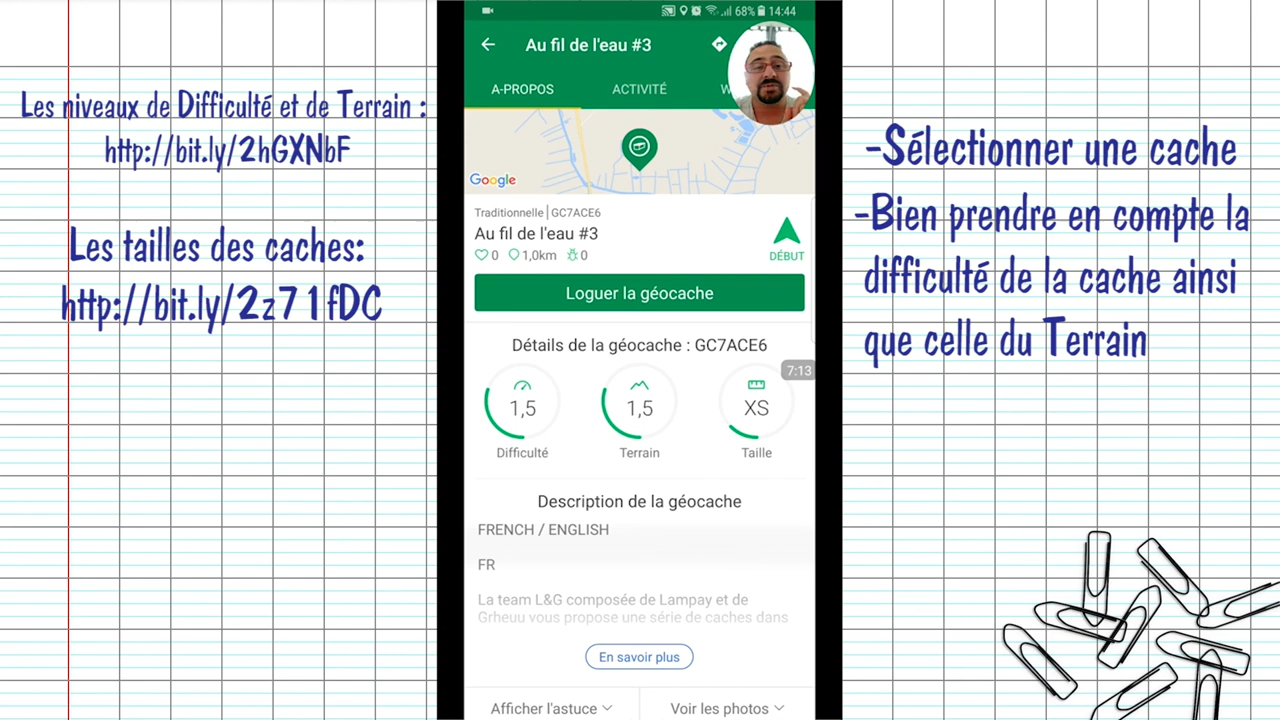 Les niveaux de Difficulté et de Terrain :
http://bit.ly/2hGXNbF
Les tailles des caches:
http://bit.ly/2z71fDC
68% 14:44
Au fil de l'eau #3
A-PROPOS ACTIVITÉ W
Google
Traditionnelle | GC7ACE6
Au fil de l'eau #3
0 1,0km 0
DÉBUT
Loguer la géocache
Détails de la géocache : GC7ACE6
7:13
1,5 1,5 XS
Difficulté Terrain Taille
Description de la géocache
FRENCH / ENGLISH
FR
La team L&G composée de Lampay et de
Grheuu vous propose une série de caches dans
En savoir plus
Afficher l'astuce Voir les photos
-Sélectionner une cache
-Bien prendre en compte la
difficulté de la cache ainsi
que celle du Terrain